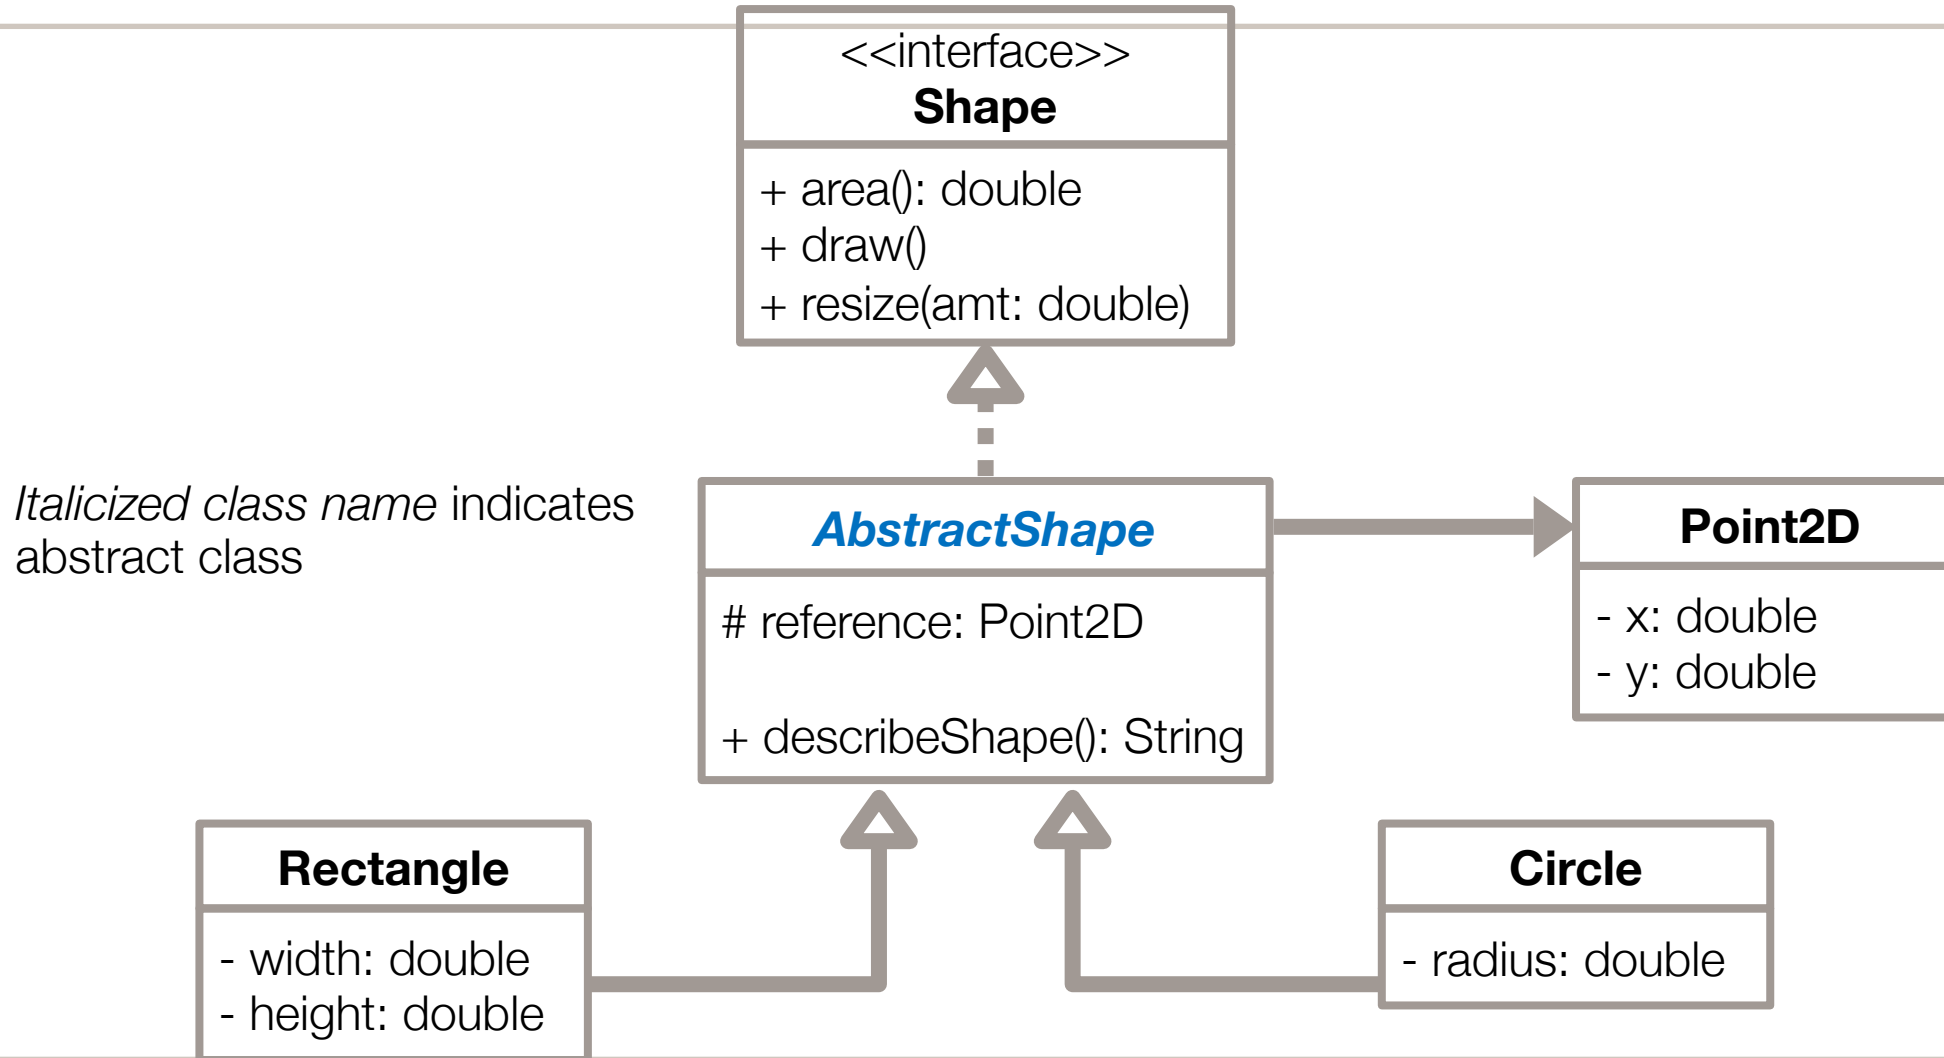 <<interface>>
Shape
+ area(): double
+ draw()
+ resize(amt: double)
Italicized class name indicates
abstract class
AbstractShape
# reference: Point2D
+ describeShape(): String
Point2D
- x: double
- y: double
Rectangle
- width: double
- height: double
Circle
- radius: double